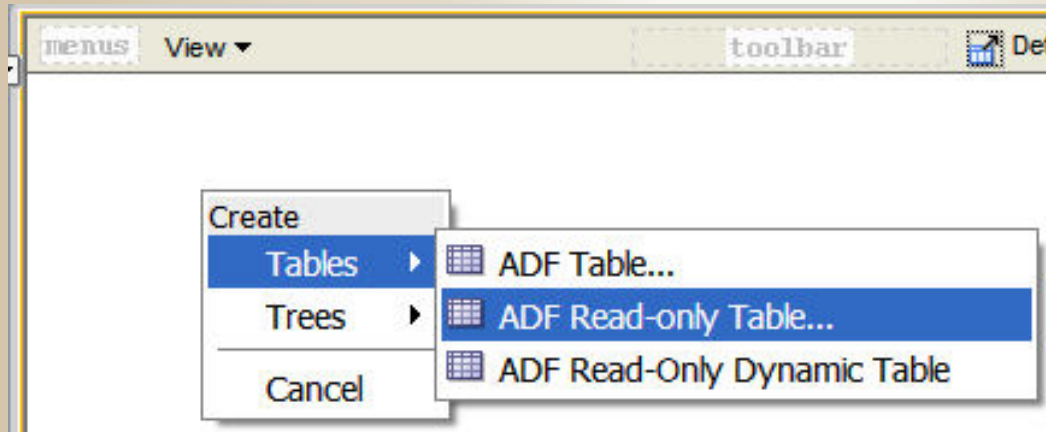 menus View toolbar
Create
Tables
Trees
Cancel
ADF Table...
ADF Read-only Table...
ADF Read-Only Dynamic Table